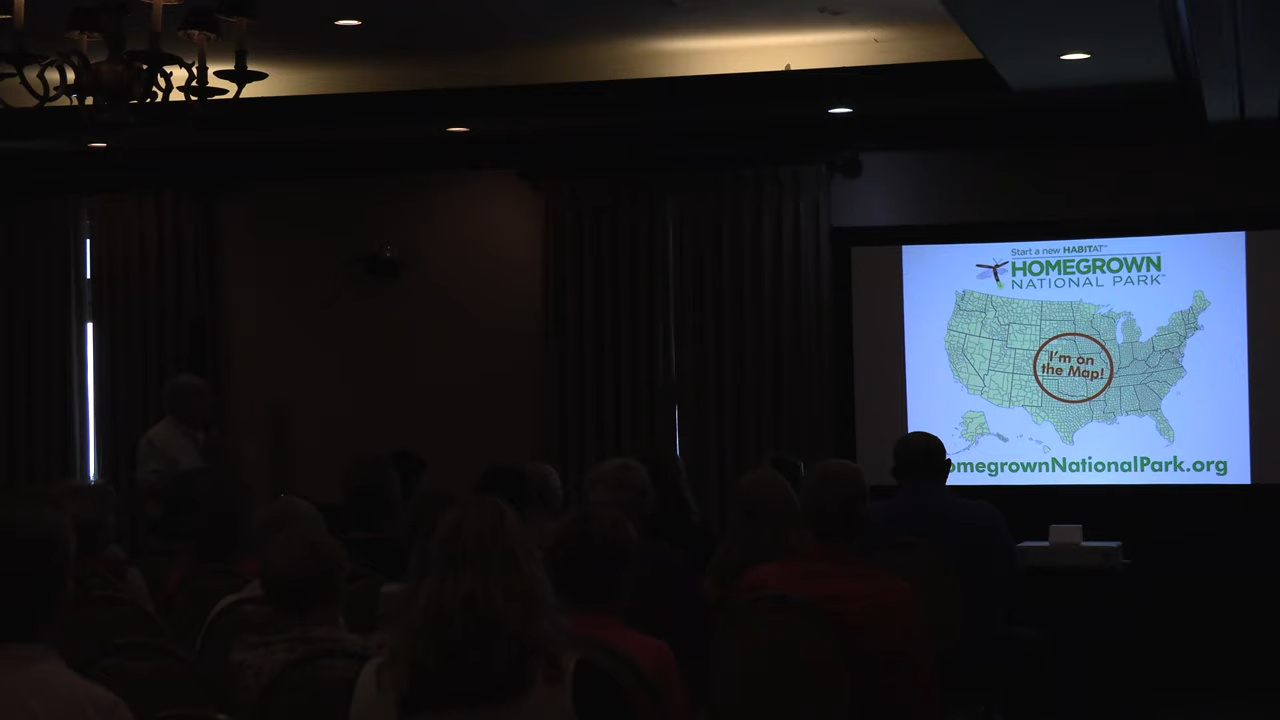 Start a new HABITAT™
HOMEGROWN
NATIONAL PARK™
I'm on
the Map!
omegrownNationalPark.org